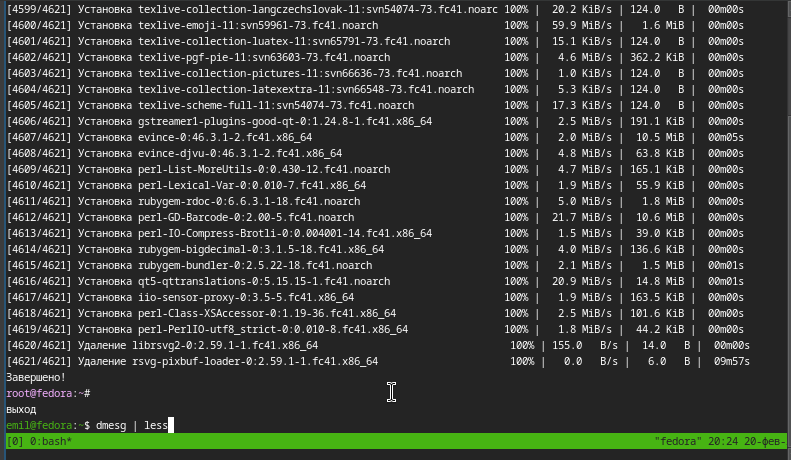 [4599/4621] Установка texlive-collection-langczechslovak-11:svn54074-73.fc41.noarc 100% | 20.2 KiB/s | 124.0 B | 00m00s
[4600/4621] Установка texlive-emoji-11:svn59961-73.fc41.noarch 100% | 59.9 MiB/s | 1.6 MiB | 00m00s
[4601/4621] Установка texlive-collection-luatex-11:svn65791-73.fc41.noarch 100% | 15.1 KiB/s | 124.0 B | 00m00s
[4602/4621] Установка texlive-pgf-pie-11:svn63603-73.fc41.noarch 100% | 4.6 MiB/s | 362.2 KiB | 00m00s
[4603/4621] Установка texlive-collection-pictures-11:svn66636-73.fc41.noarch 100% | 1.0 KiB/s | 124.0 B | 00m00s
[4604/4621] Установка texlive-collection-latexextra-11:svn66548-73.fc41.noarch 100% | 5.3 KiB/s | 124.0 B | 00m00s
[4605/4621] Установка texlive-scheme-full-11:svn54074-73.fc41.noarch 100% | 17.3 KiB/s | 124.0 B | 00m00s
[4606/4621] Установка gstreamer1-plugins-good-qt-0:1.24.8-1.fc41.x86_64 100% | 2.5 MiB/s | 191.1 KiB | 00m00s
[4607/4621] Установка evince-0:46.3.1-2.fc41.x86_64 100% | 2.0 MiB/s | 10.5 MiB | 00m05s
[4608/4621] Установка evince-djvu-0:46.3.1-2.fc41.x86_64 100% | 4.8 MiB/s | 63.8 KiB | 00m00s
[4609/4621] Установка perl-List-MoreUtils-0:0.430-12.fc41.noarch 100% | 4.7 MiB/s | 165.1 KiB | 00m00s
[4610/4621] Установка perl-Lexical-Var-0:0.010-7.fc41.x86_64 100% | 1.9 MiB/s | 55.9 KiB | 00m00s
[4611/4621] Установка rubygem-rdoc-0:6.6.3.1-18.fc41.noarch 100% | 5.0 MiB/s | 1.8 MiB | 00m00s
[4612/4621] Установка perl-GD-Barcode-0:2.00-5.fc41.noarch 100% | 21.7 MiB/s | 10.6 MiB | 00m00s
[4613/4621] Установка perl-IO-Compress-Brotli-0:0.004001-14.fc41.x86_64 100% | 1.5 MiB/s | 39.0 KiB | 00m00s
[4614/4621] Установка rubygem-bigdecimal-0:3.1.5-18.fc41.x86_64 100% | 4.0 MiB/s | 136.6 KiB | 00m00s
[4615/4621] Установка rubygem-bundler-0:2.5.22-18.fc41.noarch 100% | 2.1 MiB/s | 1.5 MiB | 00m01s
[4616/4621] Установка qt5-qttranslations-0:5.15.15-1.fc41.noarch 100% | 20.9 MiB/s | 14.8 MiB | 00m01s
[4617/4621] Установка iio-sensor-proxy-0:3.5-5.fc41.x86_64 100% | 1.9 MiB/s | 163.5 KiB | 00m00s
[4618/4621] Установка perl-Class-XSAccessor-0:1.19-36.fc41.x86_64 100% | 2.5 MiB/s | 101.6 KiB | 00m00s
[4619/4621] Установка perl-PerlIO-utf8_strict-0:0.010-8.fc41.x86_64 100% | 1.8 MiB/s | 44.2 KiB | 00m00s
[4620/4621] Удаление librsvg2-0:2.59.1-1.fc41.x86_64 100% | 155.0 B/s | 14.0 B | 00m00s
[4621/4621] Удаление rsvg-pixbuf-loader-0:2.59.1-1.fc41.x86_64 100% | 0.0 B/s | 6.0 B | 09m57s
Завершено!
root@fedora:~#
выход
emil@fedora:~$ dmesg | less
[0] 0:bash* "fedora" 20:24 20-фев-